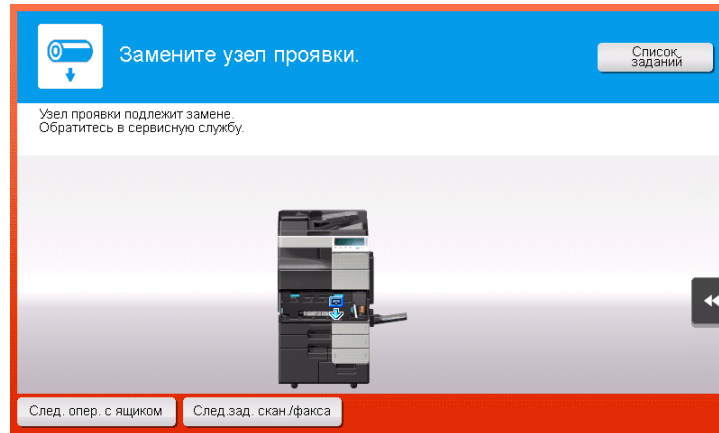 Замените узел проявки.
Список
заданий
Узел проявки подлежит замене.
Обратитесь в сервисную службу.
След. опер. с ящиком
След.зад. скан./факса